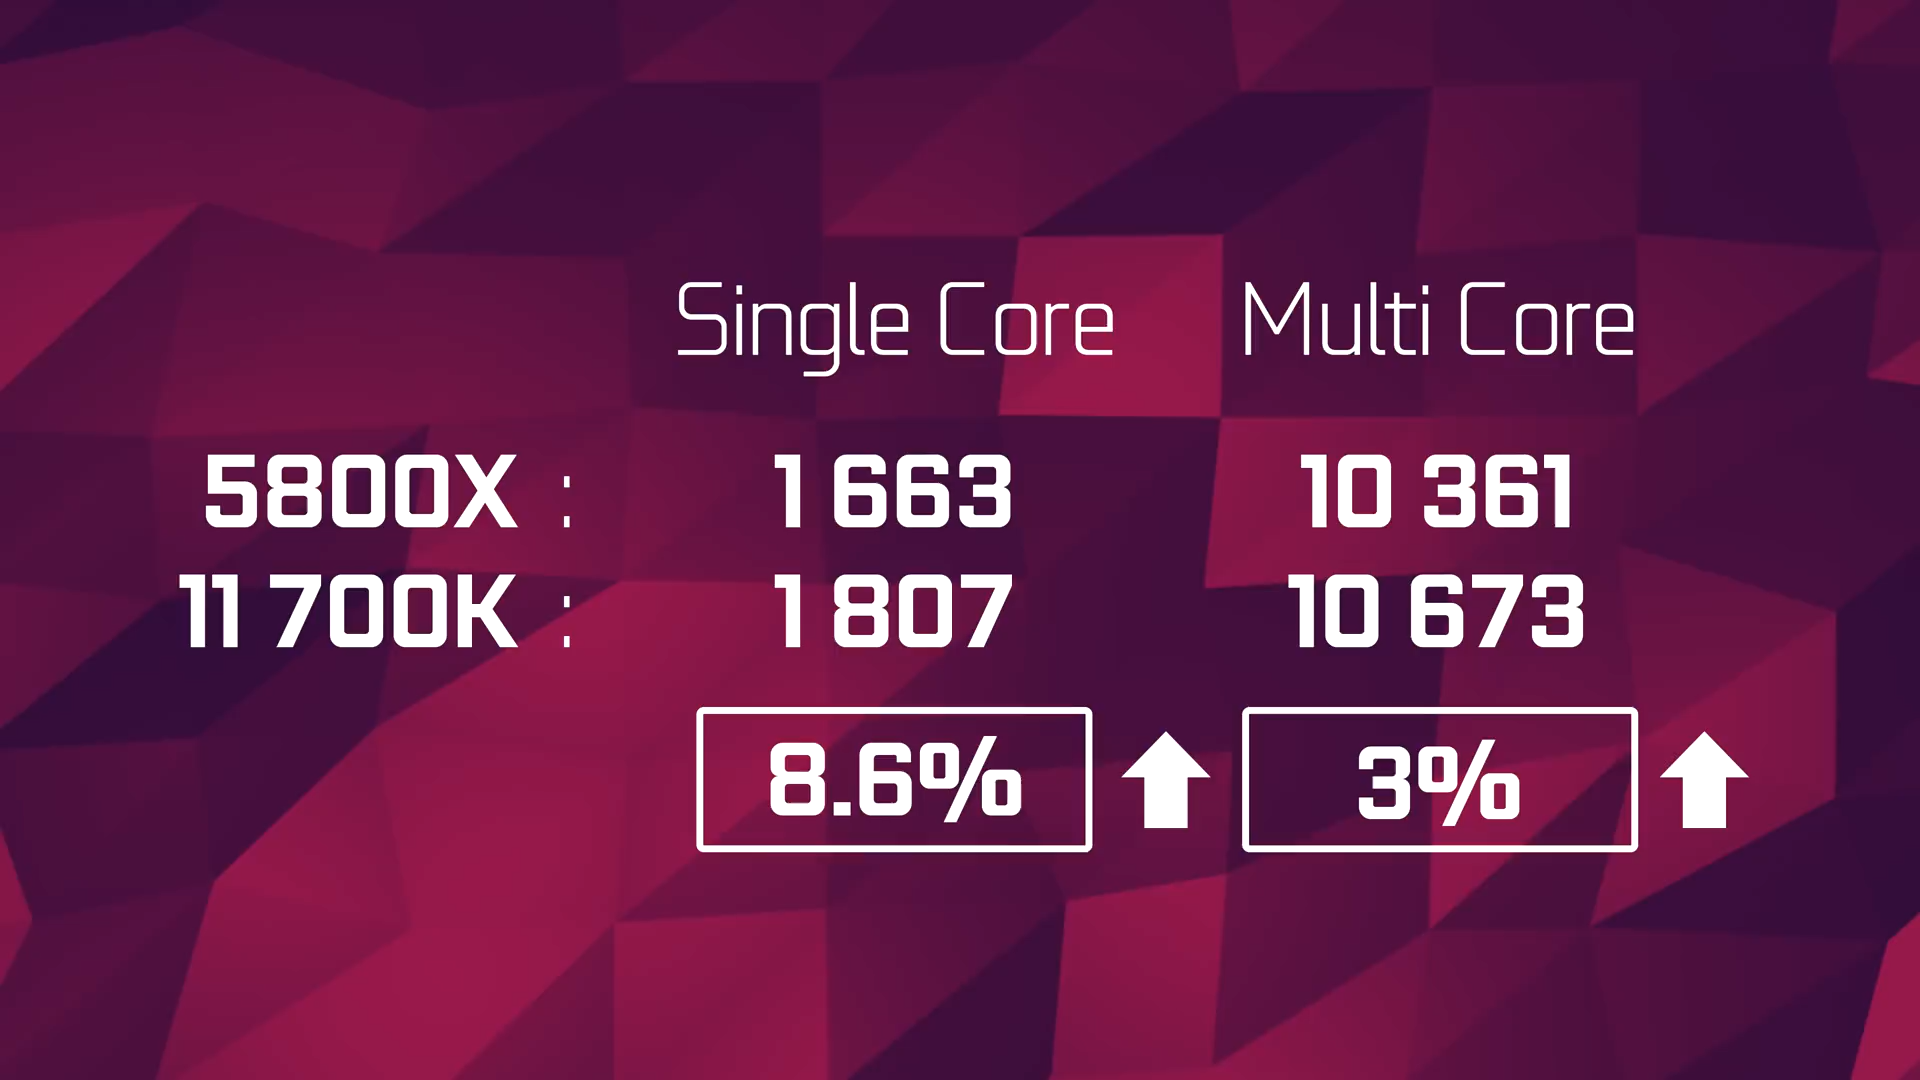 Single Core Multi Core
5800X : 1 663 10 361
11 700K : 1 807 10 673
8.6% 3%